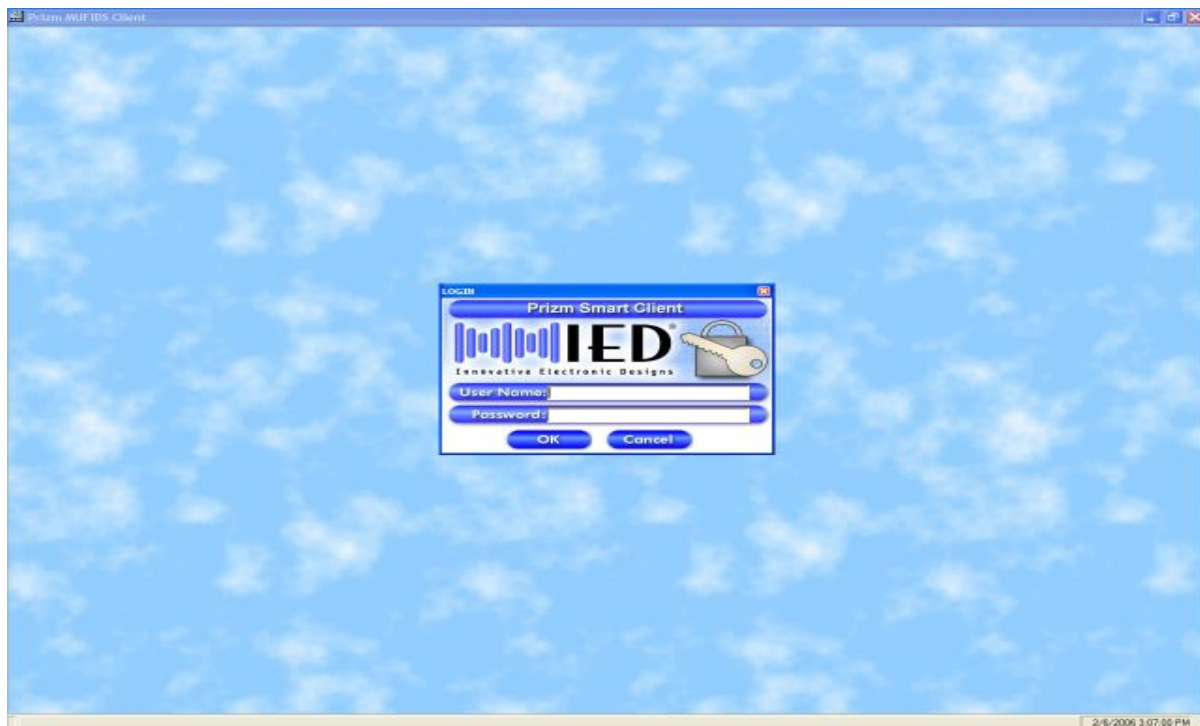 Prizm MUFIDS Client
LOGIN
Prizm Smart Client
IED®
Innovative Electronic Designs
User Name:
Password:
OK Cancel
2/8/2006 3:07:00 PM